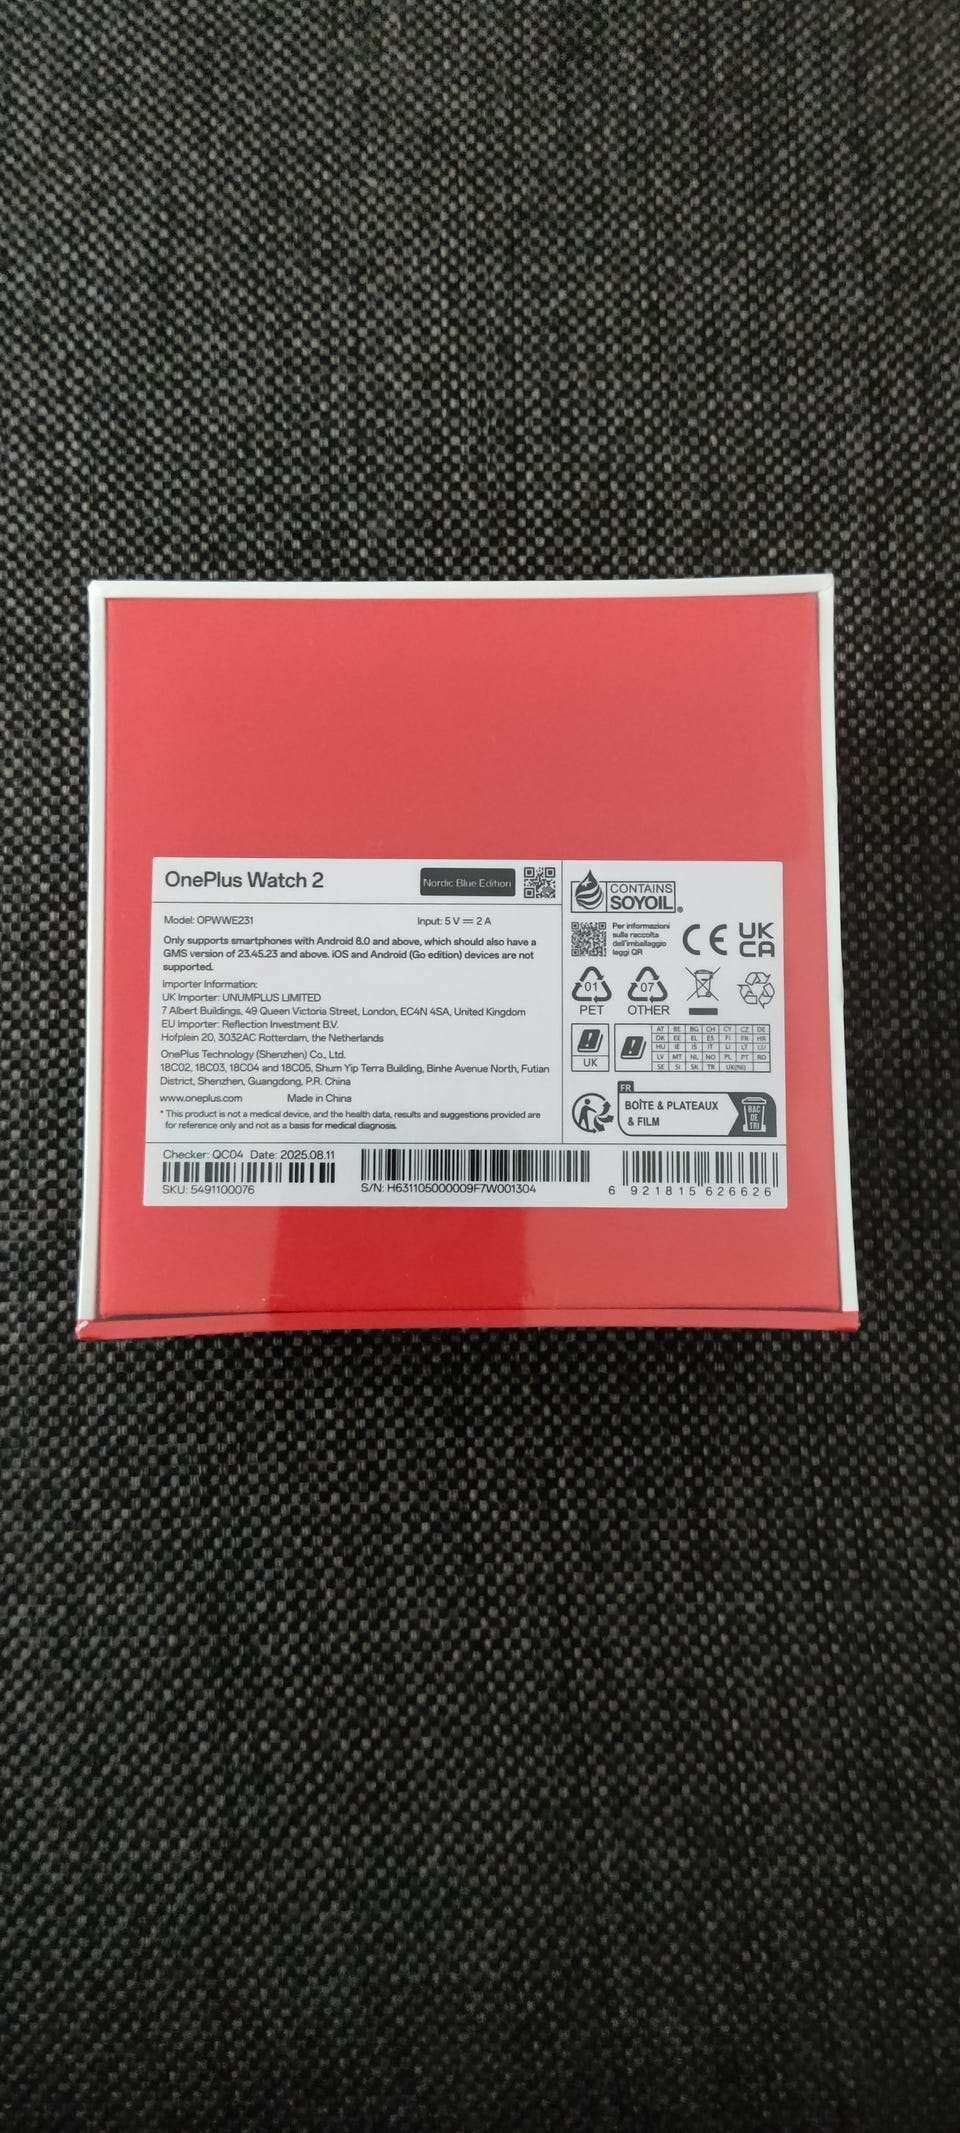 OnePlus Watch 2
Nordic Blue Edition
Model: OPWWE231
Input: 5 V ⎓ 2 A
Only supports smartphones with Android 8.0 and above, which should also have a
GMS version of 23.45.23 and above. iOS and Android (Go edition) devices are not
supported.
Importer Information:
UK Importer: UNUMPLUS LIMITED
7 Albert Buildings, 49 Queen Victoria Street, London, EC4N 4SA, United Kingdom
EU Importer: Reflection Investment B.V.
Hofplein 20, 3032AC Rotterdam, the Netherlands
OnePlus Technology (Shenzhen) Co., Ltd.
18C02, 18C03, 18C04 and 18C05, Shum Yip Terra Building, Binhe Avenue North, Futian
District, Shenzhen, Guangdong, P.R. China
www.oneplus.com
Made in China
* This product is not a medical device, and the health data, results and suggestions provided are
for reference only and not as a basis for medical diagnosis.
CONTAINS
SOYOIL®
Per informazioni
sulla raccolta
dell'imballaggio
leggi QR
CE
UK
CA
01
PET
07
OTHER
UK
AT BE BG CH CY CZ DE
DK EE EL ES FI FR HR
HU IE IS IT LI LT LU
LV MT NL NO PL PT RO
SE SI SK TR UK(NI)
FR
BOÎTE & PLATEAUX
& FILM
BAC
DE
TRI
Checker: QC04 Date: 2025.08.11
SKU: 5491100076
S/N: H631105000009F7W001304
6 921815 626626